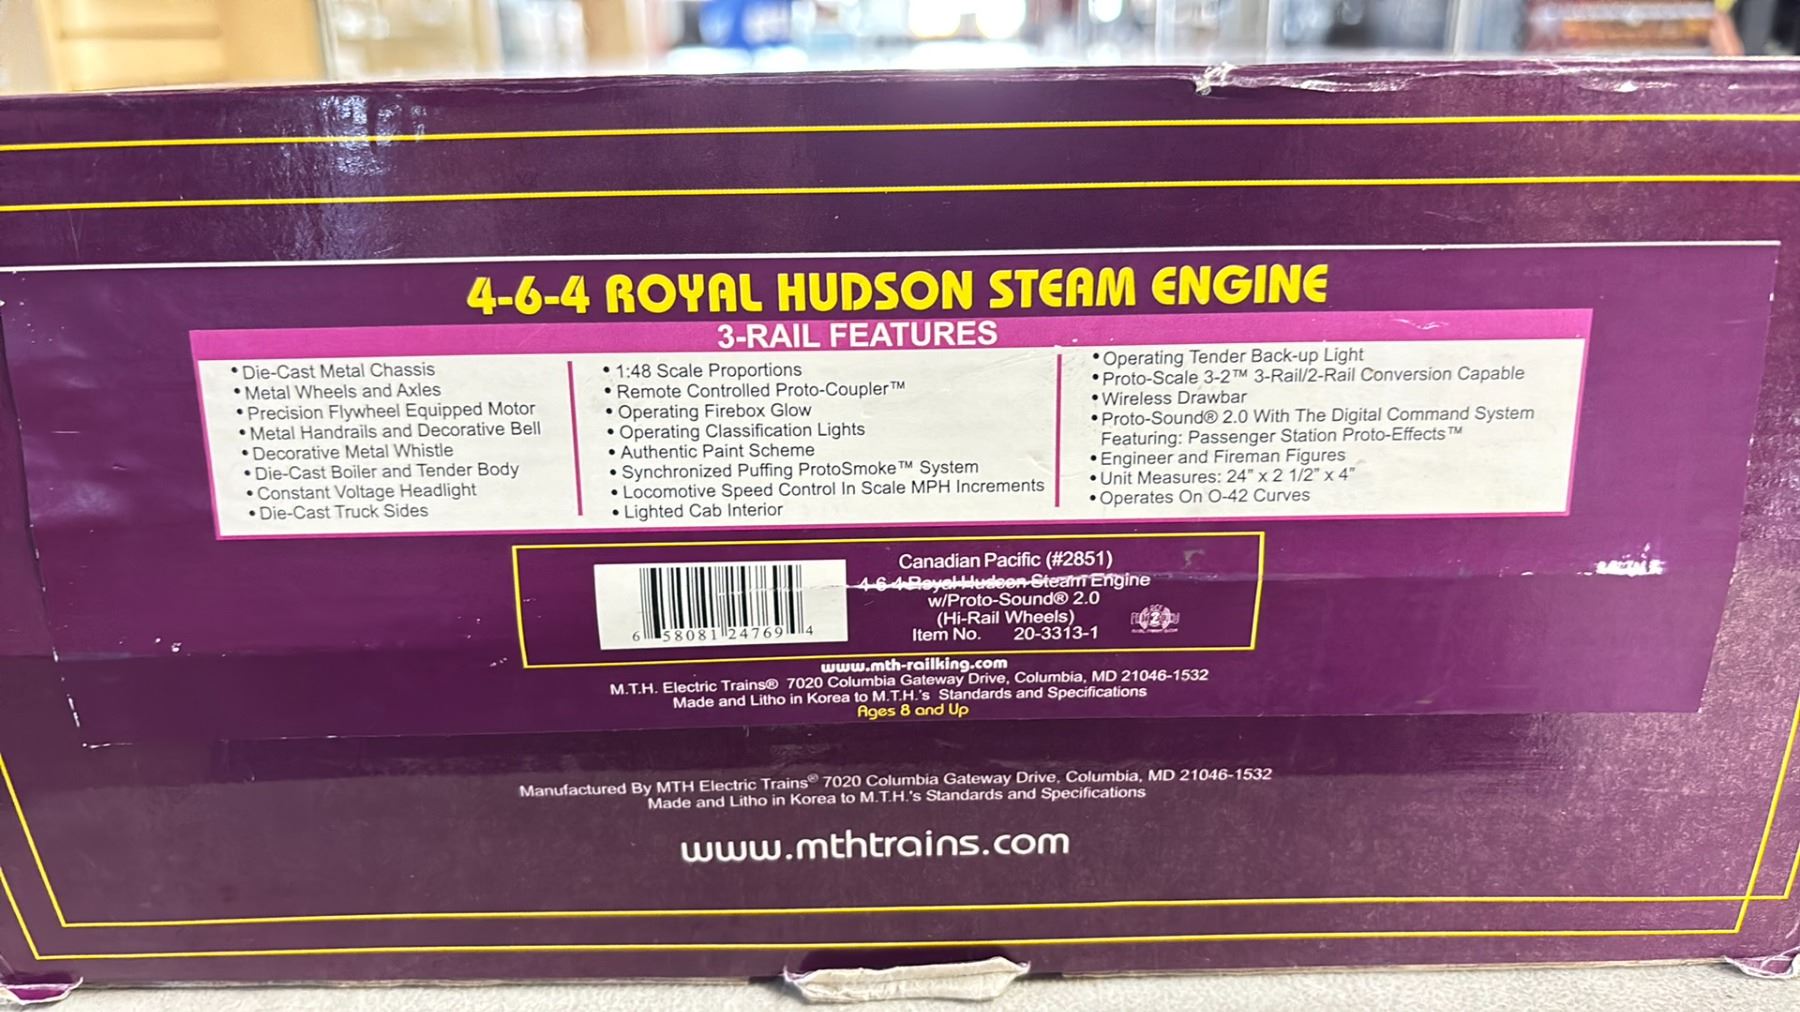 4-6-4 ROYAL HUDSON STEAM ENGINE
3-RAIL FEATURES
• Die-Cast Metal Chassis
• Metal Wheels and Axles
• Precision Flywheel Equipped Motor
• Metal Handrails and Decorative Bell
• Decorative Metal Whistle
• Die-Cast Boiler and Tender Body
• Constant Voltage Headlight
• Die-Cast Truck Sides
• 1:48 Scale Proportions
• Remote Controlled Proto-Coupler™
• Operating Firebox Glow
• Operating Classification Lights
• Authentic Paint Scheme
• Synchronized Puffing ProtoSmoke™ System
• Locomotive Speed Control In Scale MPH Increments
• Lighted Cab Interior
• Operating Tender Back-up Light
• Proto-Scale 3-2™ 3-Rail/2-Rail Conversion Capable
• Wireless Drawbar
• Proto-Sound® 2.0 With The Digital Command System
Featuring: Passenger Station Proto-Effects™
• Engineer and Fireman Figures
• Unit Measures: 24" x 2 1/2" x 4"
• Operates On O-42 Curves
6 58081 24769 4
Canadian Pacific (#2851)
4-6-4 Royal Hudson Steam Engine
w/Proto-Sound® 2.0
(Hi-Rail Wheels)
Item No. 20-3313-1
www.mth-railking.com
M.T.H. Electric Trains® 7020 Columbia Gateway Drive, Columbia, MD 21046-1532
Made and Litho in Korea to M.T.H.'s Standards and Specifications
Ages 8 and Up
Manufactured By MTH Electric Trains® 7020 Columbia Gateway Drive, Columbia, MD 21046-1532
Made and Litho in Korea to M.T.H.'s Standards and Specifications
www.mthtrains.com